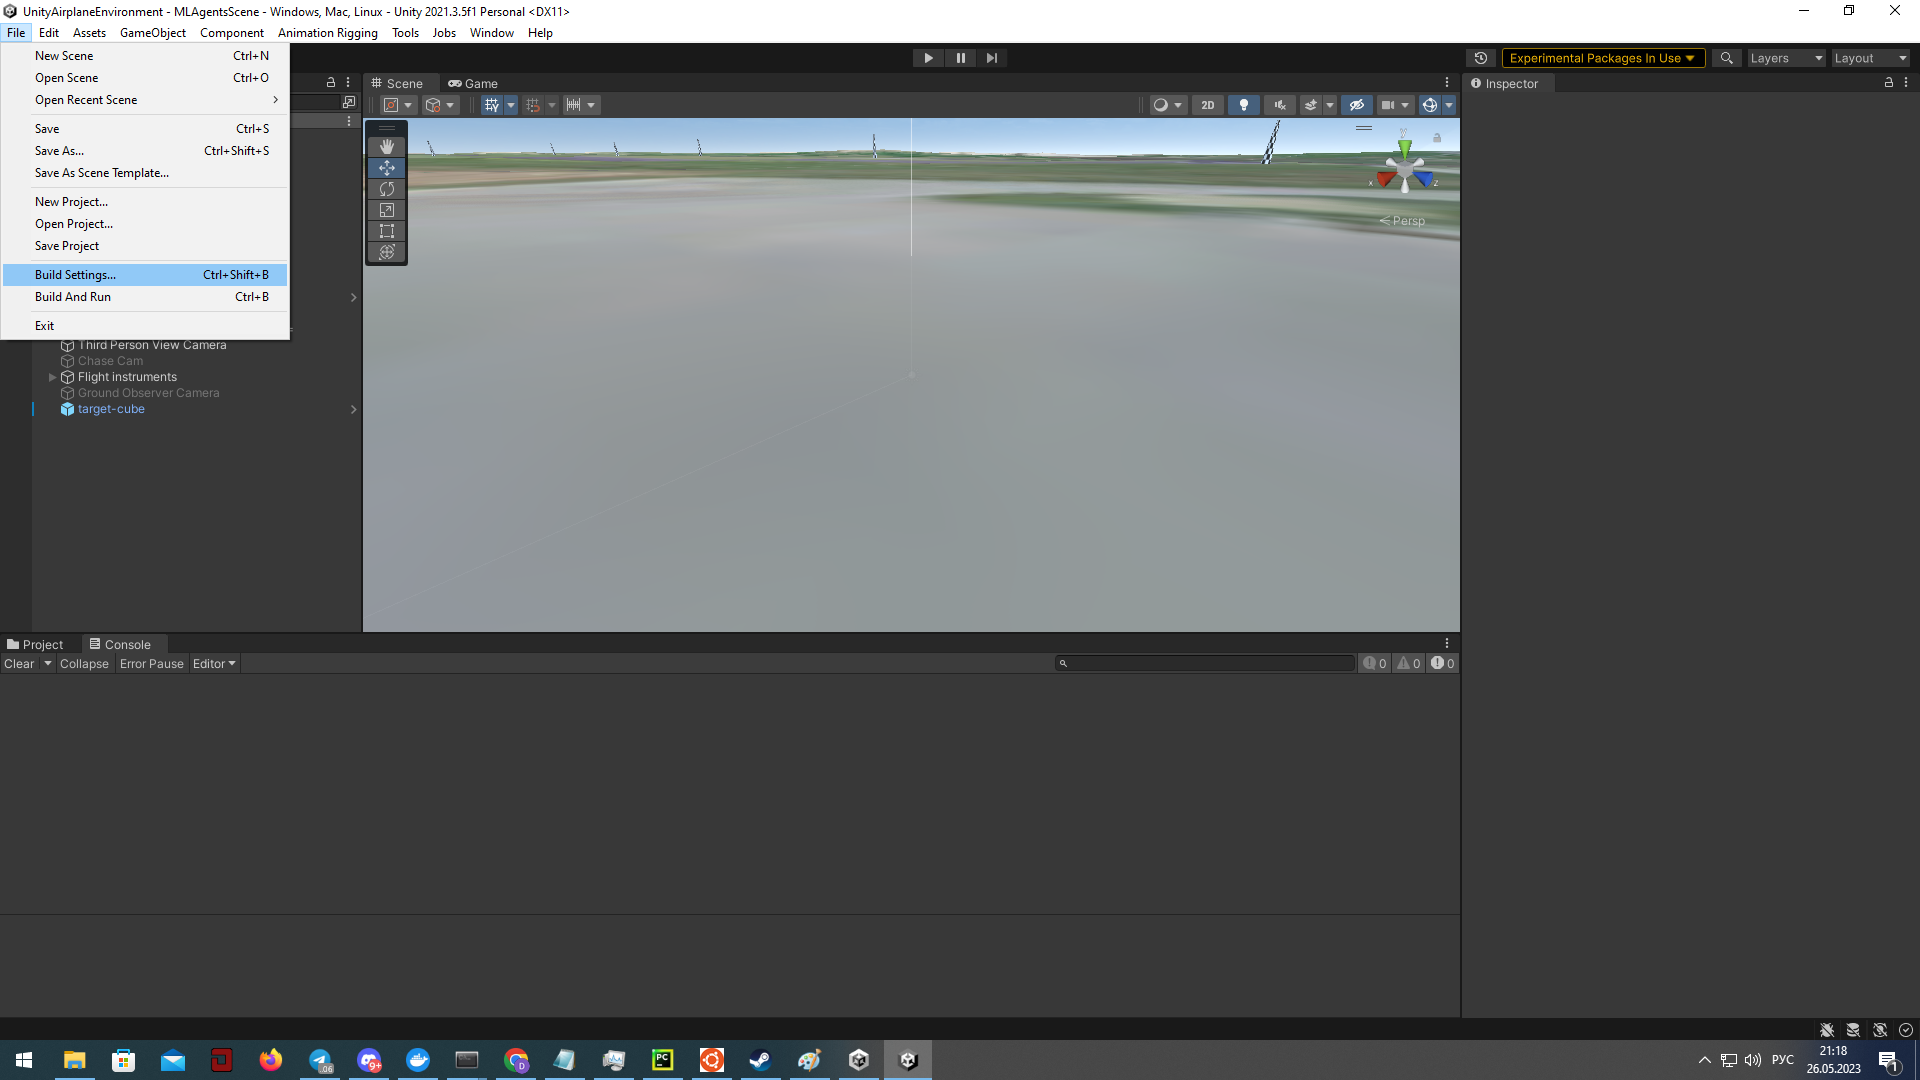 UnityAirplaneEnvironment - MLAgentsScene - Windows, Mac, Linux - Unity 2021.3.5f1 Personal <DX11>
File Edit Assets GameObject Component Animation Rigging Tools Jobs Window Help
New Scene Ctrl+N
Open Scene Ctrl+O
Open Recent Scene
Save Ctrl+S
Save As... Ctrl+Shift+S
Save As Scene Template...
New Project...
Open Project...
Save Project
Build Settings... Ctrl+Shift+B
Build And Run Ctrl+B
Exit
Experimental Packages In Use
Layers
Layout
Scene
Game
Inspector
2D
y
x
z
Persp
Third Person View Camera
Chase Cam
Flight instruments
Ground Observer Camera
target-cube
Project
Console
Clear
Collapse
Error Pause
Editor
0
0
0
.06
9+
D
PC
РУС
21:18
26.05.2023
1